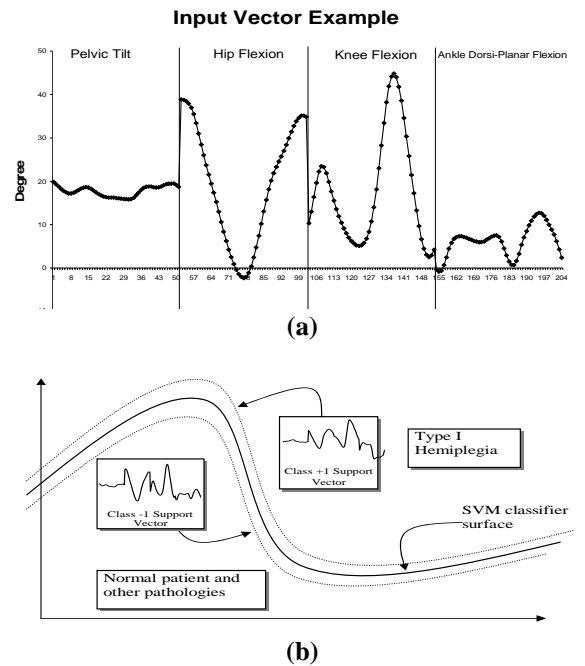 Input Vector Example
Pelvic Tilt
Hip Flexion
Knee Flexion
Ankle Dorsi-Planar Flexion
Degree
50
40
30
20
10
0
1 8 15 22 29 36 43 50 57 64 71 78 85 92 99 106 113 120 127 134 141 148 155 162 169 176 183 190 197 204
(a)
Class +1 Support
Vector
Type I
Hemiplegia
Class -1 Support
Vector
SVM classifier
surface
Normal patient and
other pathologies
(b)